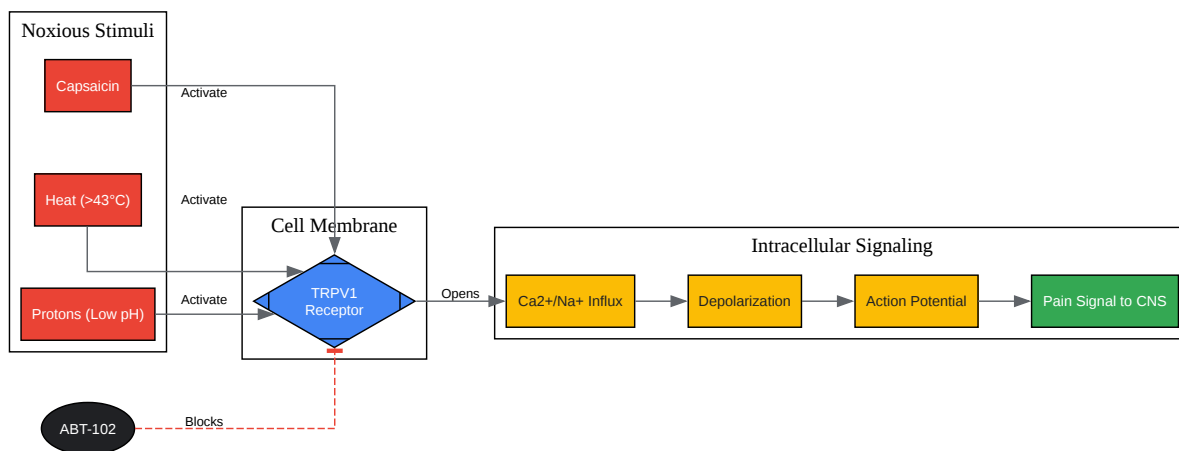 Noxious Stimuli
Capsaicin
Activate
Heat (>43°C)
Activate
Protons (Low pH)
Activate
Cell Membrane
TRPV1
Receptor
Opens
Intracellular Signaling
Ca2+/Na+ Influx
Depolarization
Action Potential
Pain Signal to CNS
ABT-102
Blocks